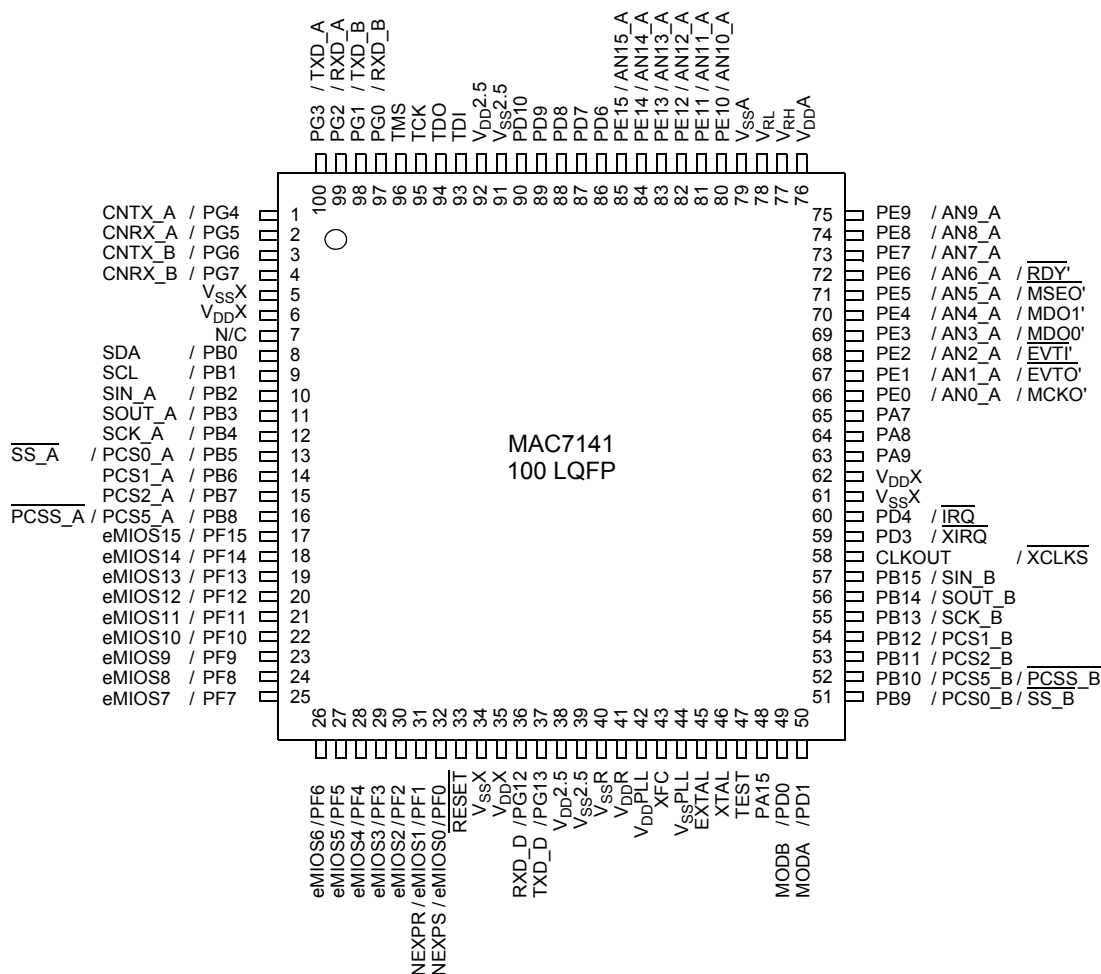 PG3 / TXD_A
PG2 / RXD_A
PG1 / TXD_B
PG0 / RXD_B
TMS
TCK
TDO
TDI
VDD2.5
VSS2.5
PD10
PD9
PD8
PD7
PD6
PE15 / AN15_A
PE14 / AN14_A
PE13 / AN13_A
PE12 / AN12_A
PE11 / AN11_A
PE10 / AN10_A
VSSA
VRL
VRH
VDDA
100 99 98 97 96 95 94 93 92 91 90 89 88 87 86 85 84 83 82 81 80 79 78 77 76
CNTX_A / PG4 1
CNRX_A / PG5 2
CNTX_B / PG6 3
CNRX_B / PG7 4
VSSX 5
VDDX 6
N/C 7
SDA / PB0 8
SCL / PB1 9
SIN_A / PB2 10
SOUT_A / PB3 11
SCK_A / PB4 12
SS_A / PCS0_A / PB5 13
PCS1_A / PB6 14
PCS2_A / PB7 15
PCSS_A / PCS5_A / PB8 16
eMIOS15 / PF15 17
eMIOS14 / PF14 18
eMIOS13 / PF13 19
eMIOS12 / PF12 20
eMIOS11 / PF11 21
eMIOS10 / PF10 22
eMIOS9 / PF9 23
eMIOS8 / PF8 24
eMIOS7 / PF7 25
MAC7141
100 LQFP
75 PE9 / AN9_A
74 PE8 / AN8_A
73 PE7 / AN7_A
72 PE6 / AN6_A / RDY'
71 PE5 / AN5_A / MSEO'
70 PE4 / AN4_A / MDO1'
69 PE3 / AN3_A / MDO0'
68 PE2 / AN2_A / EVTI'
67 PE1 / AN1_A / EVTO'
66 PE0 / AN0_A / MCKO'
65 PA7
64 PA8
63 PA9
62 VDDX
61 VSSX
60 PD4 / IRQ
59 PD3 / XIRQ
58 CLKOUT / XCLKS
57 PB15 / SIN_B
56 PB14 / SOUT_B
55 PB13 / SCK_B
54 PB12 / PCS1_B
53 PB11 / PCS2_B
52 PB10 / PCS5_B / PCSS_B
51 PB9 / PCS0_B / SS_B
26 27 28 29 30 31 32 33 34 35 36 37 38 39 40 41 42 43 44 45 46 47 48 49 50
eMIOS6 / PF6
eMIOS5 / PF5
eMIOS4 / PF4
eMIOS3 / PF3
eMIOS2 / PF2
NEXPR / eMIOS1 / PF1
NEXPS / eMIOS0 / PF0
RESET
VSSX
VDDX
RXD_D / PG12
TXD_D / PG13
VDD2.5
VSS2.5
VSSR
VDDR
VDDPLL
XFC
VSSPLL
EXTAL
XTAL
TEST
PA15
MODB / PD0
MODA / PD1